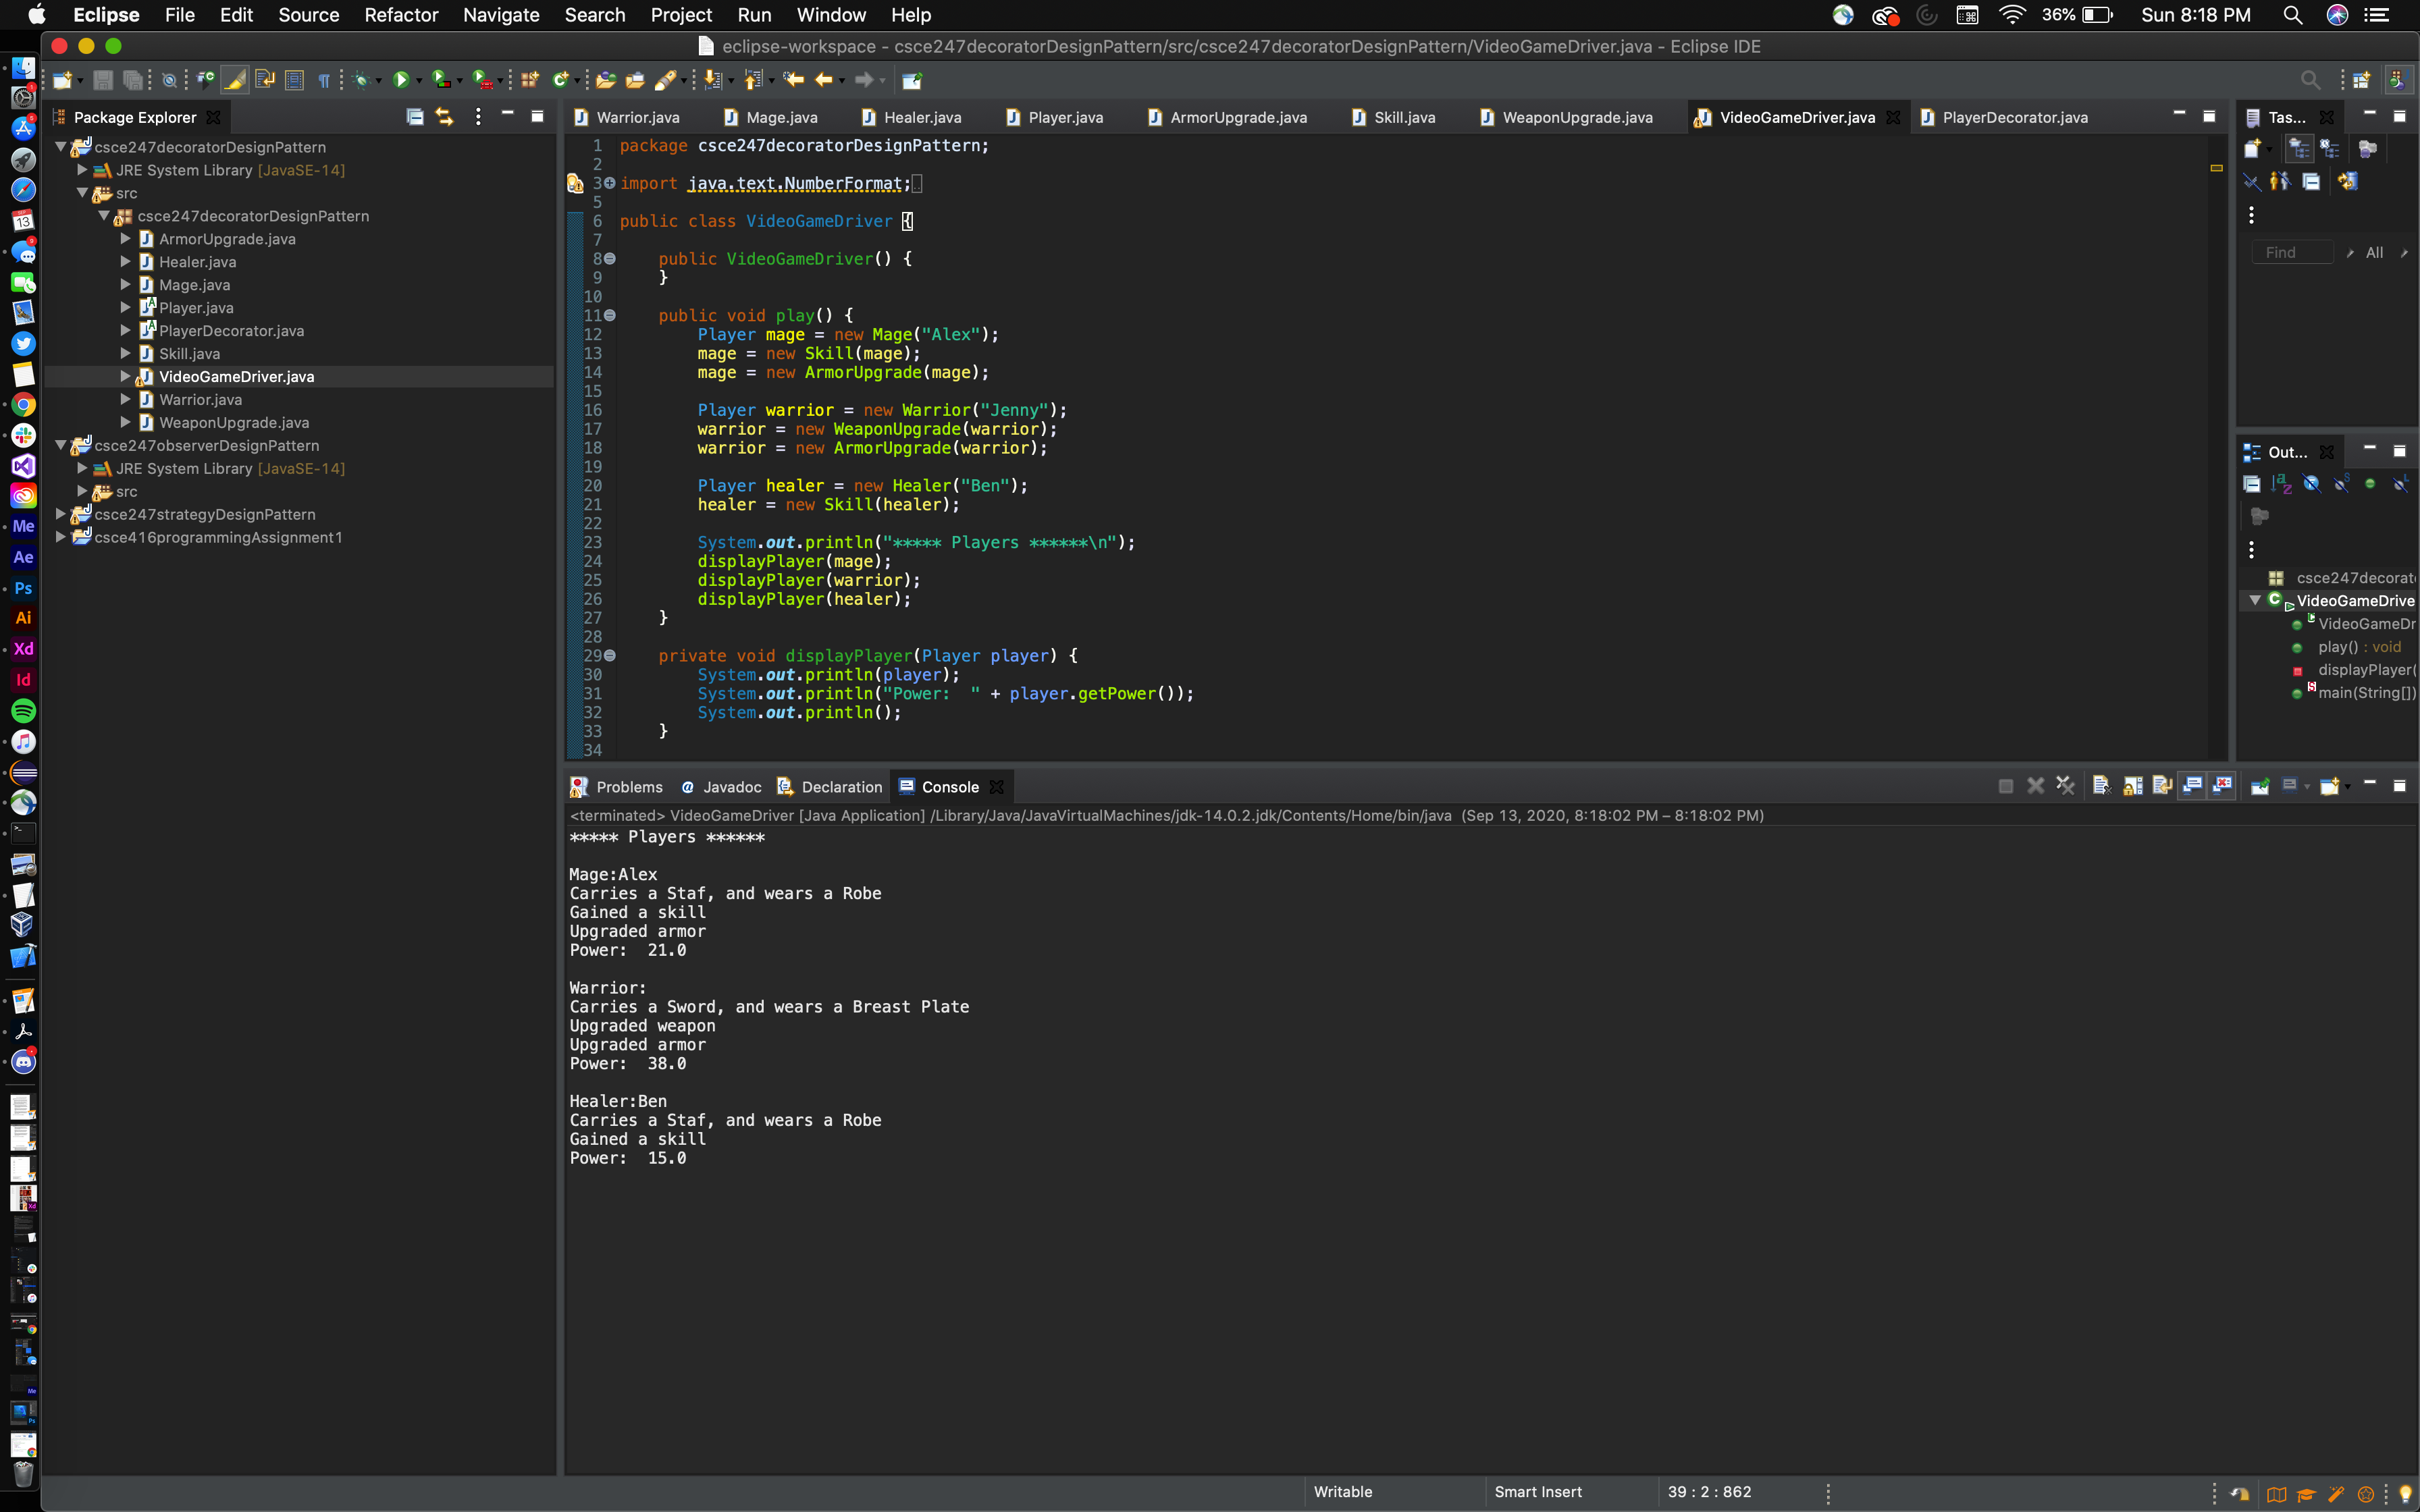 Eclipse File Edit Source Refactor Navigate Search Project Run Window Help 36% Sun 8:18 PM
eclipse-workspace - csce247decoratorDesignPattern/src/csce247decoratorDesignPattern/VideoGameDriver.java - Eclipse IDE
Package Explorer
csce247decoratorDesignPattern
JRE System Library [JavaSE-14]
src
csce247decoratorDesignPattern
ArmorUpgrade.java
Healer.java
Mage.java
Player.java
PlayerDecorator.java
Skill.java
VideoGameDriver.java
Warrior.java
WeaponUpgrade.java
csce247observerDesignPattern
JRE System Library [JavaSE-14]
src
csce247strategyDesignPattern
csce416programmingAssignment1
Warrior.java Mage.java Healer.java Player.java ArmorUpgrade.java Skill.java WeaponUpgrade.java VideoGameDriver.java PlayerDecorator.java
1 package csce247decoratorDesignPattern;
2
3 import java.text.NumberFormat;
5
6 public class VideoGameDriver {
7
8 public VideoGameDriver() {
9 }
10
11 public void play() {
12 Player mage = new Mage("Alex");
13 mage = new Skill(mage);
14 mage = new ArmorUpgrade(mage);
15
16 Player warrior = new Warrior("Jenny");
17 warrior = new WeaponUpgrade(warrior);
18 warrior = new ArmorUpgrade(warrior);
19
20 Player healer = new Healer("Ben");
21 healer = new Skill(healer);
22
23 System.out.println("***** Players ******\n");
24 displayPlayer(mage);
25 displayPlayer(warrior);
26 displayPlayer(healer);
27 }
28
29 private void displayPlayer(Player player) {
30 System.out.println(player);
31 System.out.println("Power:  " + player.getPower());
32 System.out.println();
33 }
34
Tas...
Find All
Out...
csce247decorat
VideoGameDrive
VideoGameDr
play() : void
displayPlayer(
main(String[])
Problems Javadoc Declaration Console
<terminated> VideoGameDriver [Java Application] /Library/Java/JavaVirtualMachines/jdk-14.0.2.jdk/Contents/Home/bin/java (Sep 13, 2020, 8:18:02 PM – 8:18:02 PM)
***** Players ******
Mage:Alex
Carries a Staf, and wears a Robe
Gained a skill
Upgraded armor
Power:  21.0
Warrior:
Carries a Sword, and wears a Breast Plate
Upgraded weapon
Upgraded armor
Power:  38.0
Healer:Ben
Carries a Staf, and wears a Robe
Gained a skill
Power:  15.0
Writable Smart Insert 39 : 2 : 862
13
Me
Ae
Ps
Ai
Xd
Id